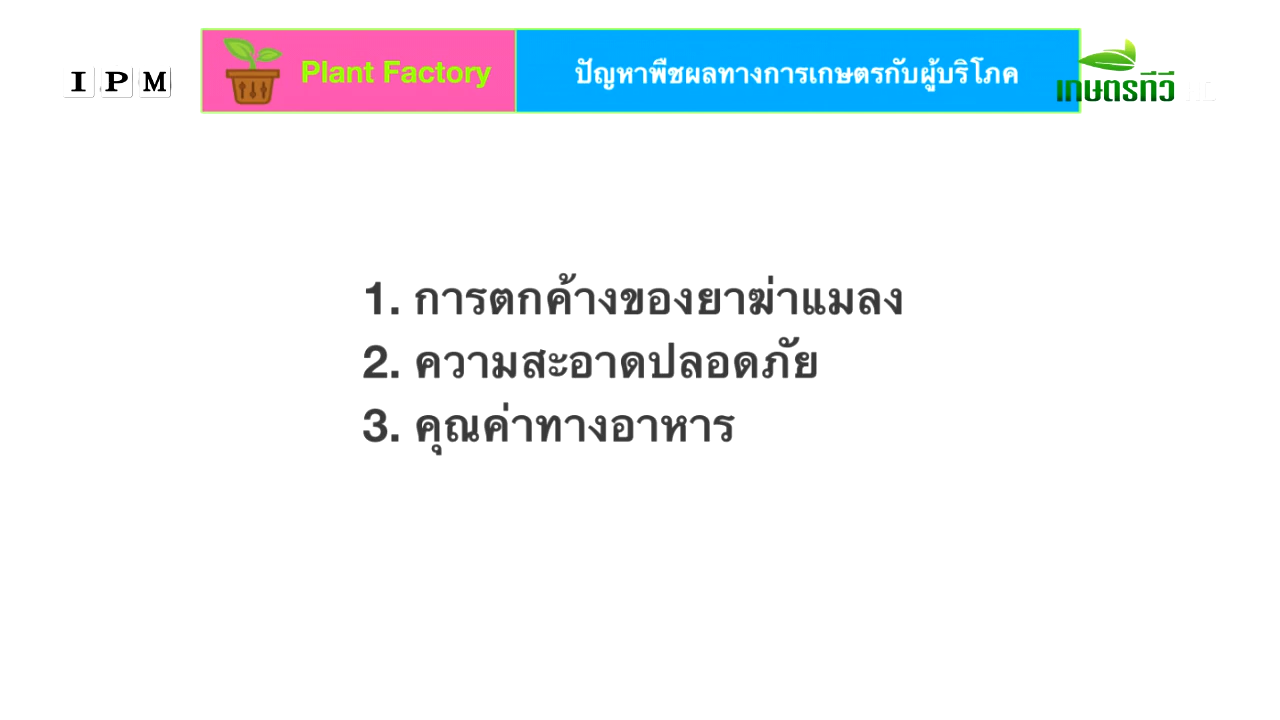 IPM
Plant Factory
ปัญหาพืชผลทางการเกษตรกับผู้บริโภค
เกษตรทีวี HD
1. การตกค้างของยาฆ่าแมลง
2. ความสะอาดปลอดภัย
3. คุณค่าทางอาหาร